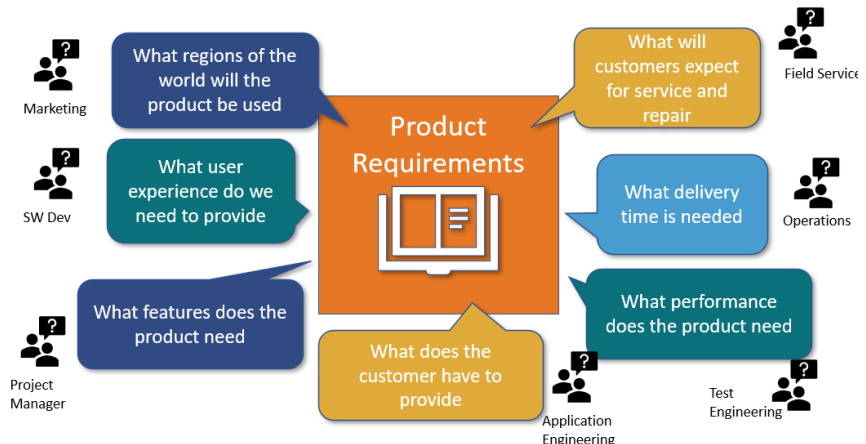 What regions of the
world will the
product be used
Marketing
What will
customers expect
for service and
repair
Field Service
Product
Requirements
What user
experience do we
need to provide
SW Dev
What delivery
time is needed
Operations
What features does the
product need
Project
Manager
What performance
does the product need
Test
Engineering
What does the
customer have to
provide
Application
Engineering
? 
?
?
?
?
?
?